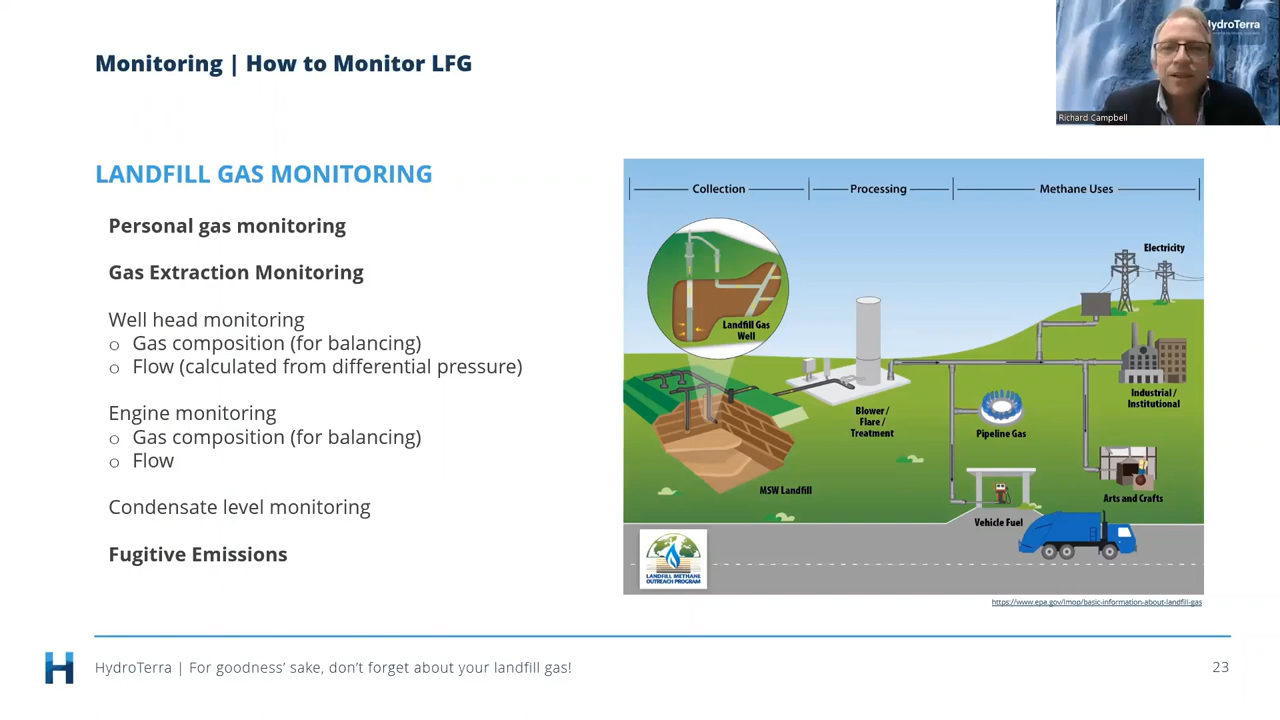 Monitoring | How to Monitor LFG
HydroTerra
Richard Campbell
LANDFILL GAS MONITORING
Personal gas monitoring
Gas Extraction Monitoring
Well head monitoring
o Gas composition (for balancing)
o Flow (calculated from differential pressure)
Engine monitoring
o Gas composition (for balancing)
o Flow
Condensate level monitoring
Fugitive Emissions
Collection
Processing
Methane Uses
Electricity
Landfill Gas
Well
Industrial /
Institutional
Blower /
Flare /
Treatment
Pipeline Gas
MSW Landfill
Arts and Crafts
Vehicle Fuel
LANDFILL METHANE
OUTREACH PROGRAM
https://www.epa.gov/lmop/basic-information-about-landfill-gas
H
HydroTerra | For goodness’ sake, don’t forget about your landfill gas!
23